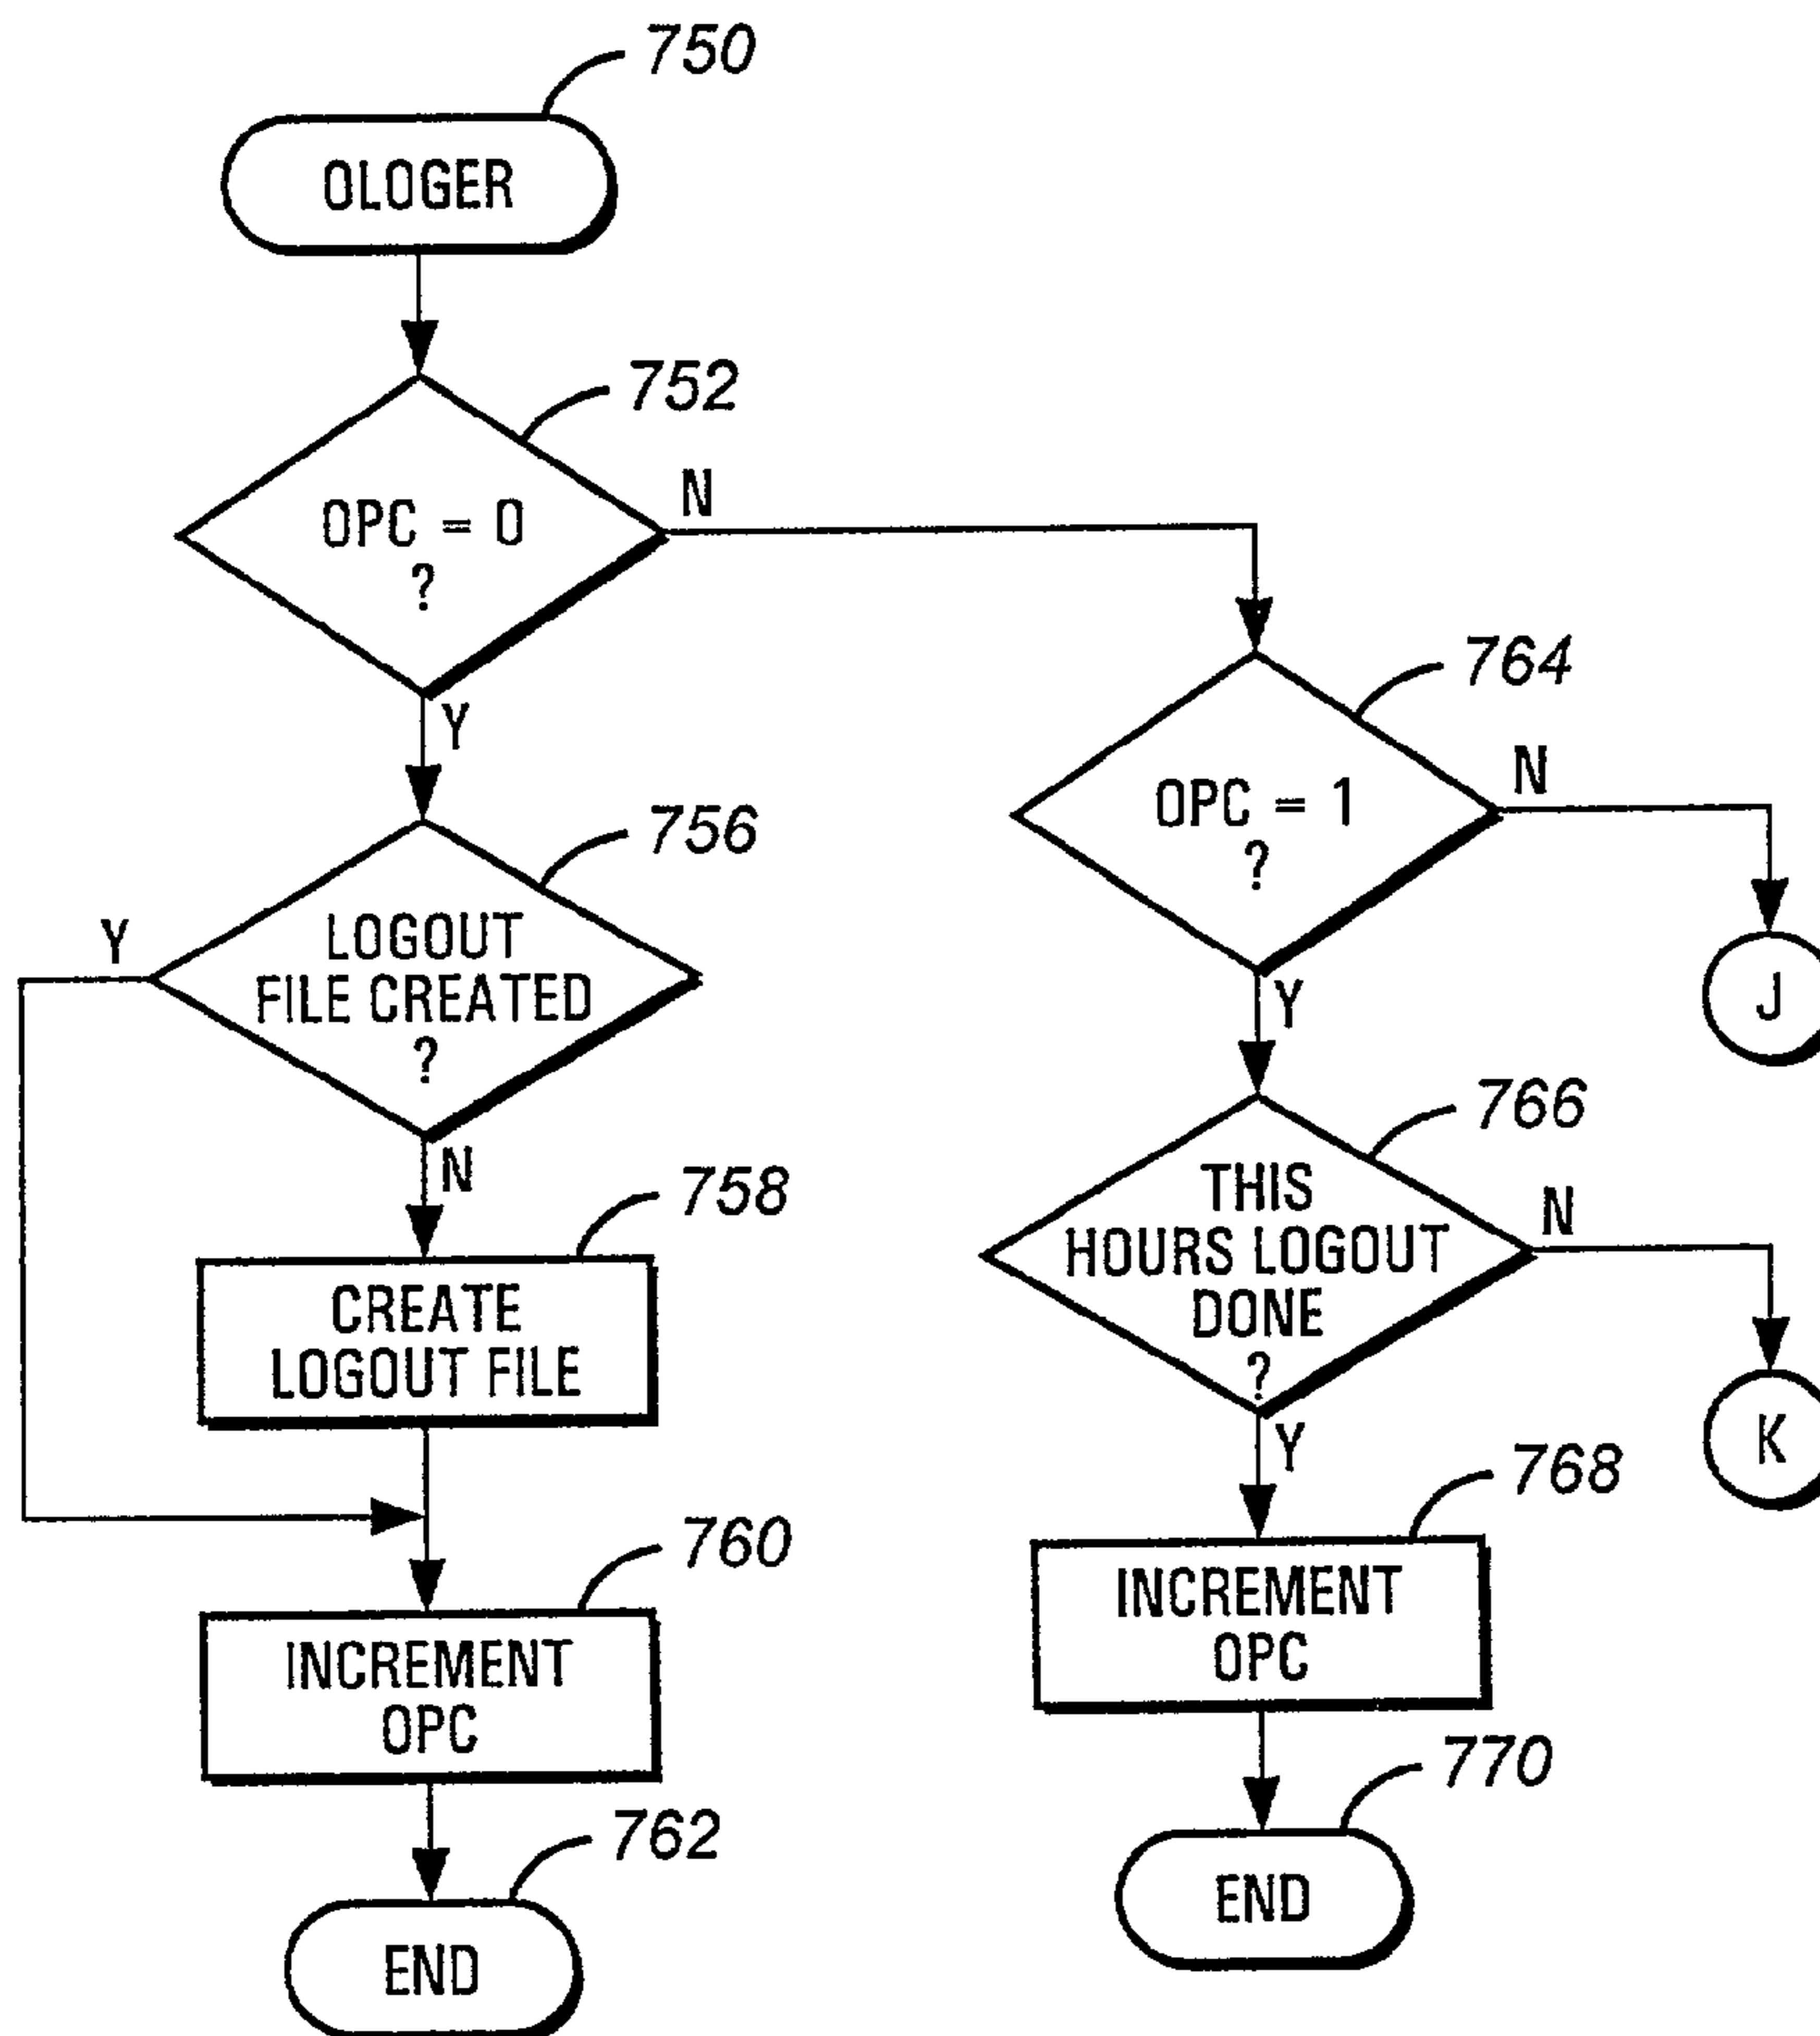 750
OLOGER
752
OPC = 0
?
N
Y
756
LOGOUT
FILE CREATED
?
Y
N
758
CREATE
LOGOUT FILE
760
INCREMENT
OPC
762
END
764
OPC = 1
?
N
J
Y
766
THIS
HOURS LOGOUT
DONE
?
N
K
Y
768
INCREMENT
OPC
770
END